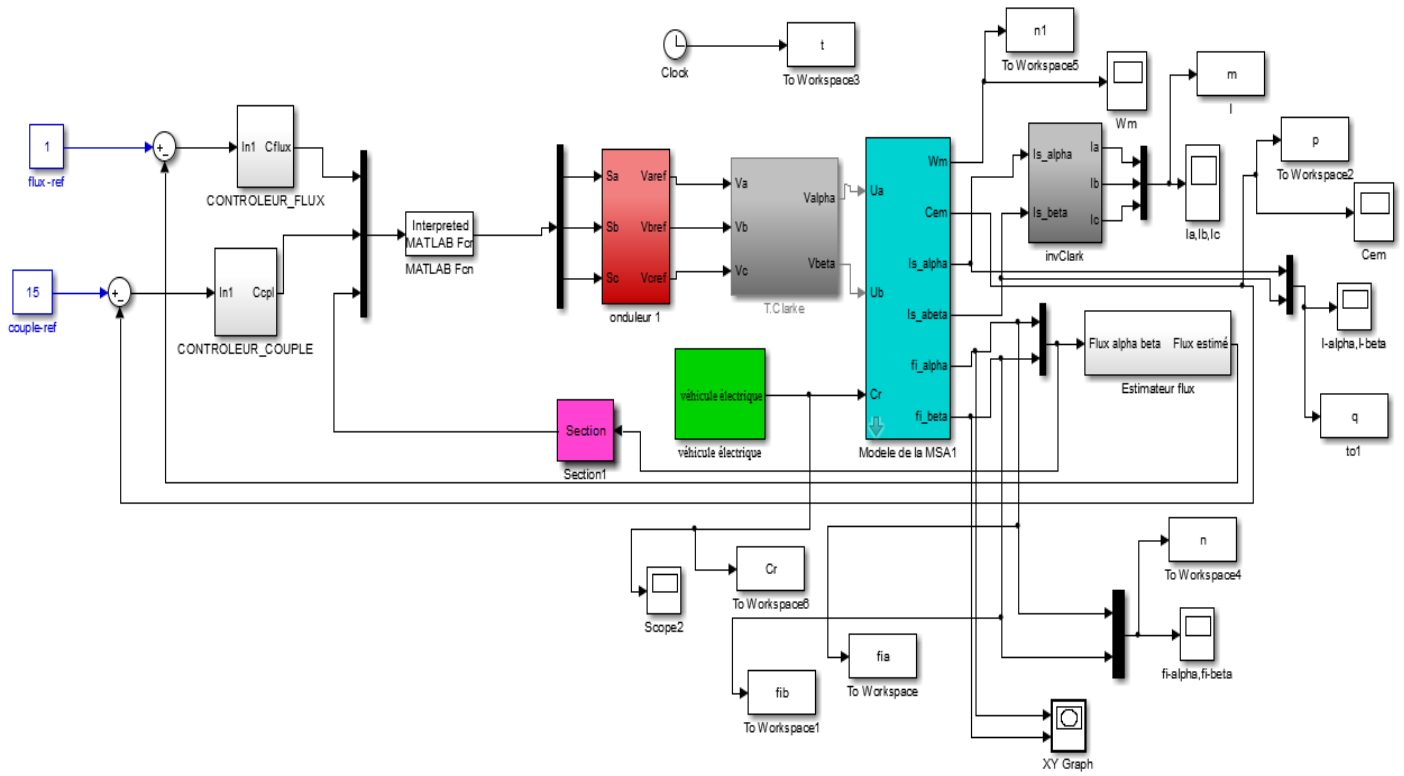 1
flux-ref
+
_
In1
Cflux
CONTROLEUR_FLUX
15
couple-ref
+
_
In1
Ccpl
CONTROLEUR_COUPLE
Interpreted
MATLAB Fcn
MATLAB Fcn
Sa
Sb
Sc
Varef
Vbref
Vcref
onduleur 1
Va
Vb
Vc
Valpha
Vbeta
T.Clarke
Clock
t
To Workspace3
Ua
Ub
Cr
Wm
Cem
Is_alpha
Is_abeta
fi_alpha
fi_beta
Modele de la MSA1
n1
To Workspace5
Wm
m
I
Is_alpha
Is_beta
Ia
Ib
Ic
invClark
Ia,Ib,Ic
p
To Workspace2
Cem
I-alpha,I-beta
q
to1
Flux alpha beta
Flux estimé
Estimateur flux
véhicule électrique
véhicule électrique
Section
Section1
Scope2
Cr
To Workspace6
fia
To Workspace
fib
To Workspace1
n
To Workspace4
fi-alpha,fi-beta
XY Graph